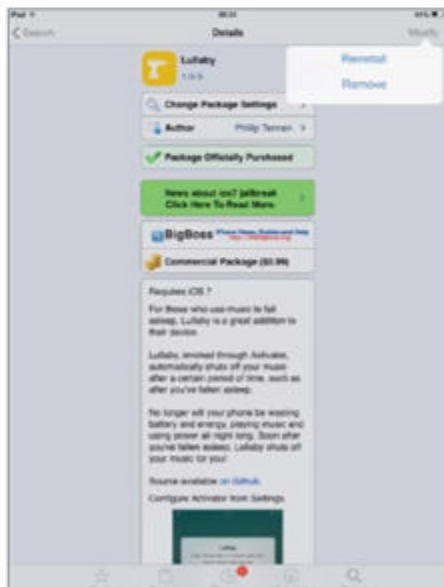 iPad
Search
Details
Modify
Reinstall
Remove
Lullaby
Change Package Settings
Author
Package Officially Purchased
News about ios7 jailbreak
Click Here To Read More.
BigBoss
Commercial Package ($0.99)
Requires iOS 7
For those who use music to fall
asleep, Lullaby is a great addition to
their device.
Lullaby, invoked through Activator,
automatically shuts off your music
after a certain period of time, such as
after you've fallen asleep.
No longer will your phone be wasting
battery and energy, playing music and
using power all night long. Soon after
you've fallen asleep, Lullaby shuts off
your music for you!
Source available on Github.
Configure Activator from Settings